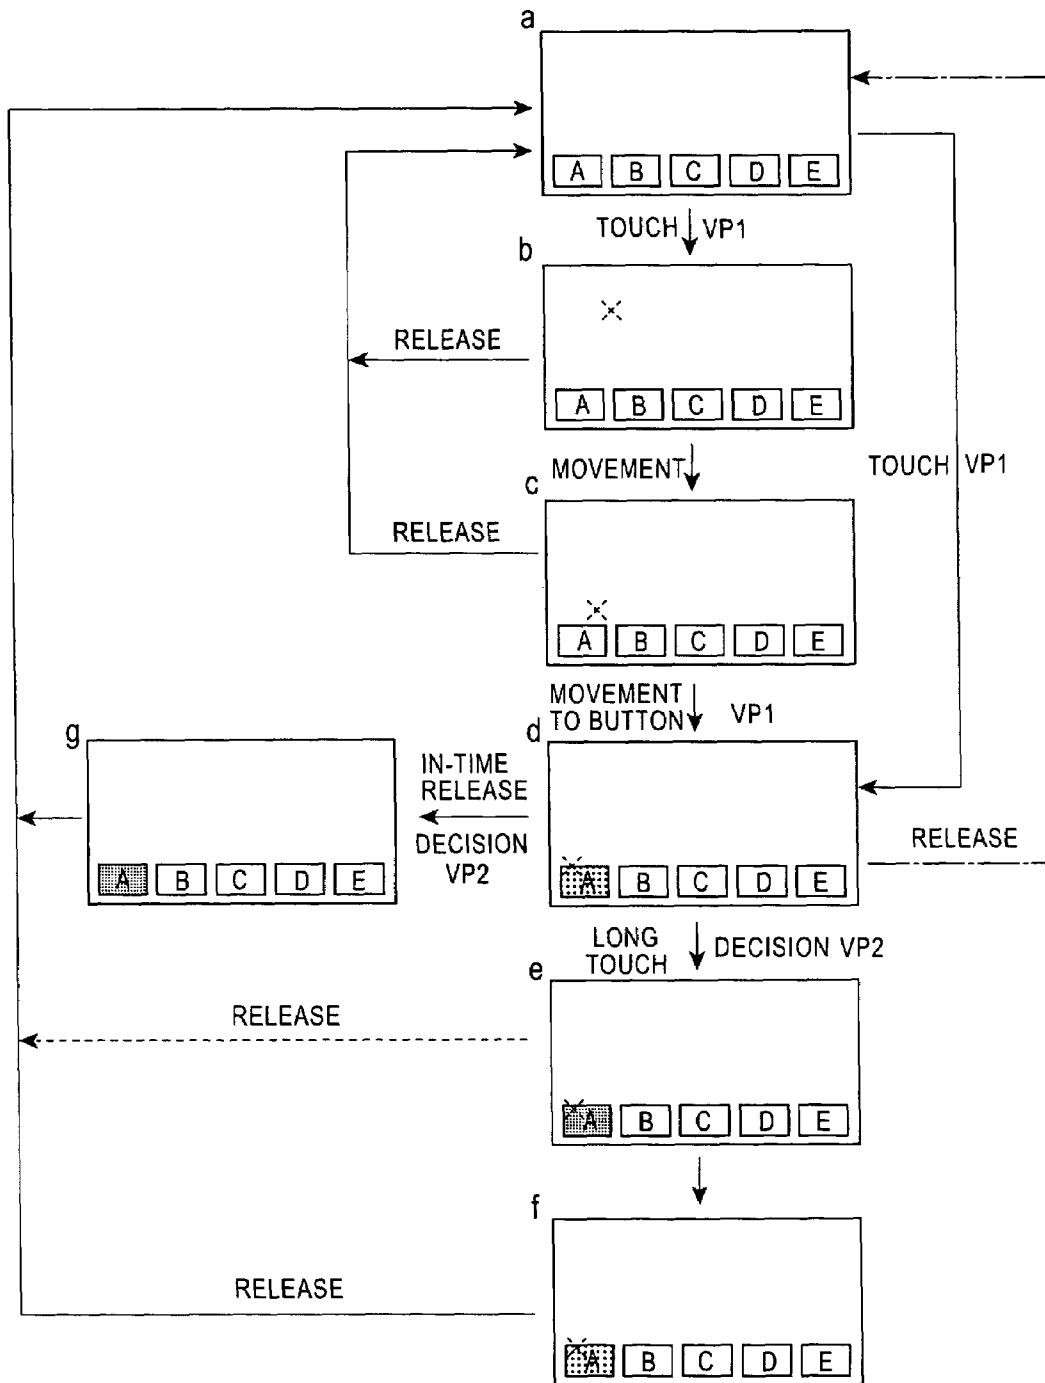 a
A B C D E
TOUCH VP1
b
RELEASE
A B C D E
MOVEMENT
TOUCH VP1
c
RELEASE
A B C D E
MOVEMENT
TO BUTTON
VP1
g
d
IN-TIME
RELEASE
DECISION
VP2
RELEASE
A B C D E
A B C D E
LONG
TOUCH
DECISION VP2
e
RELEASE
A B C D E
f
RELEASE
A B C D E